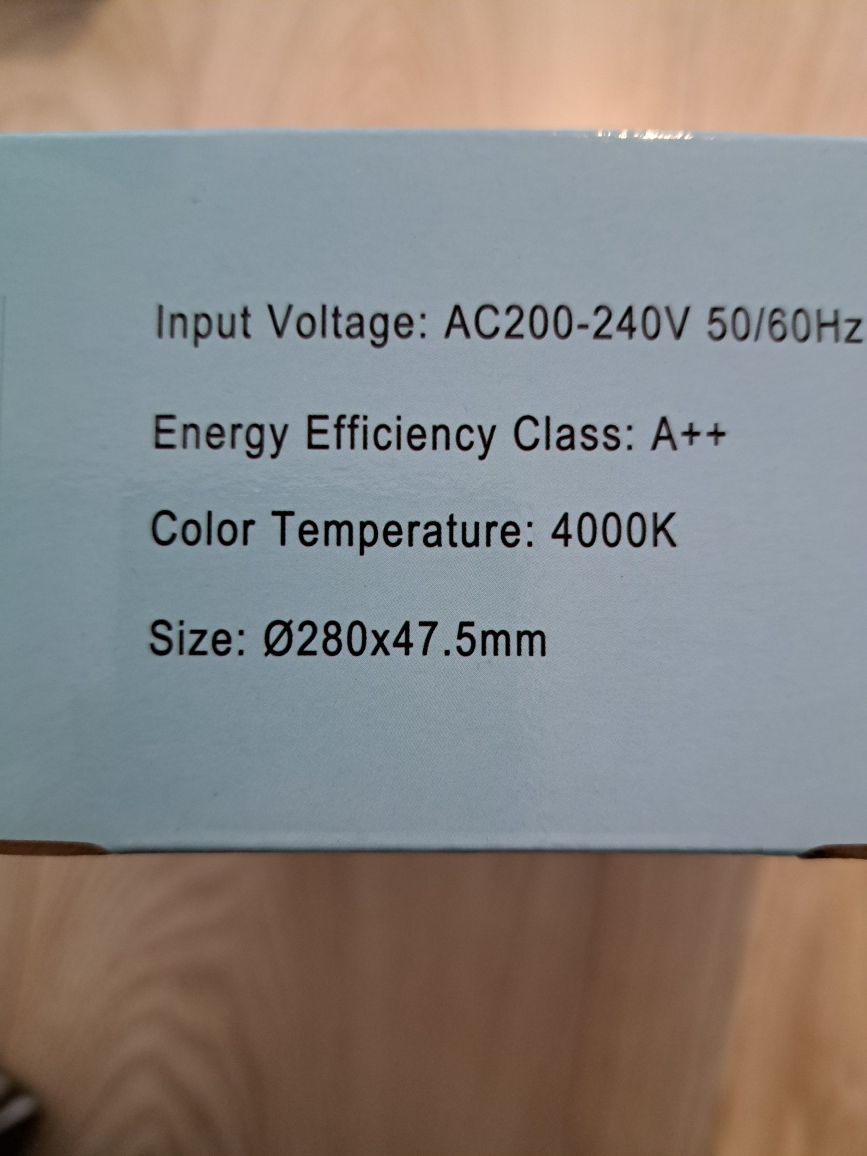 Input Voltage: AC200-240V 50/60Hz
Energy Efficiency Class: A++
Color Temperature: 4000K
Size: Ø280x47.5mm